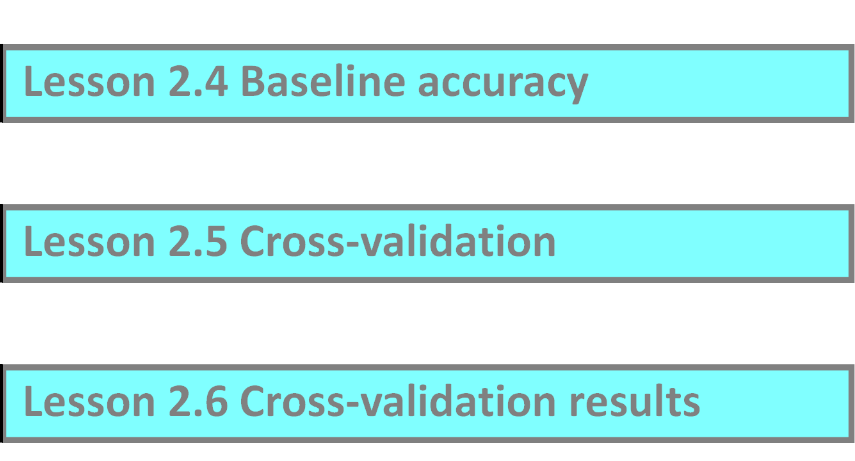 Lesson 2.4 Baseline accuracy
Lesson 2.5 Cross-validation
Lesson 2.6 Cross-validation results